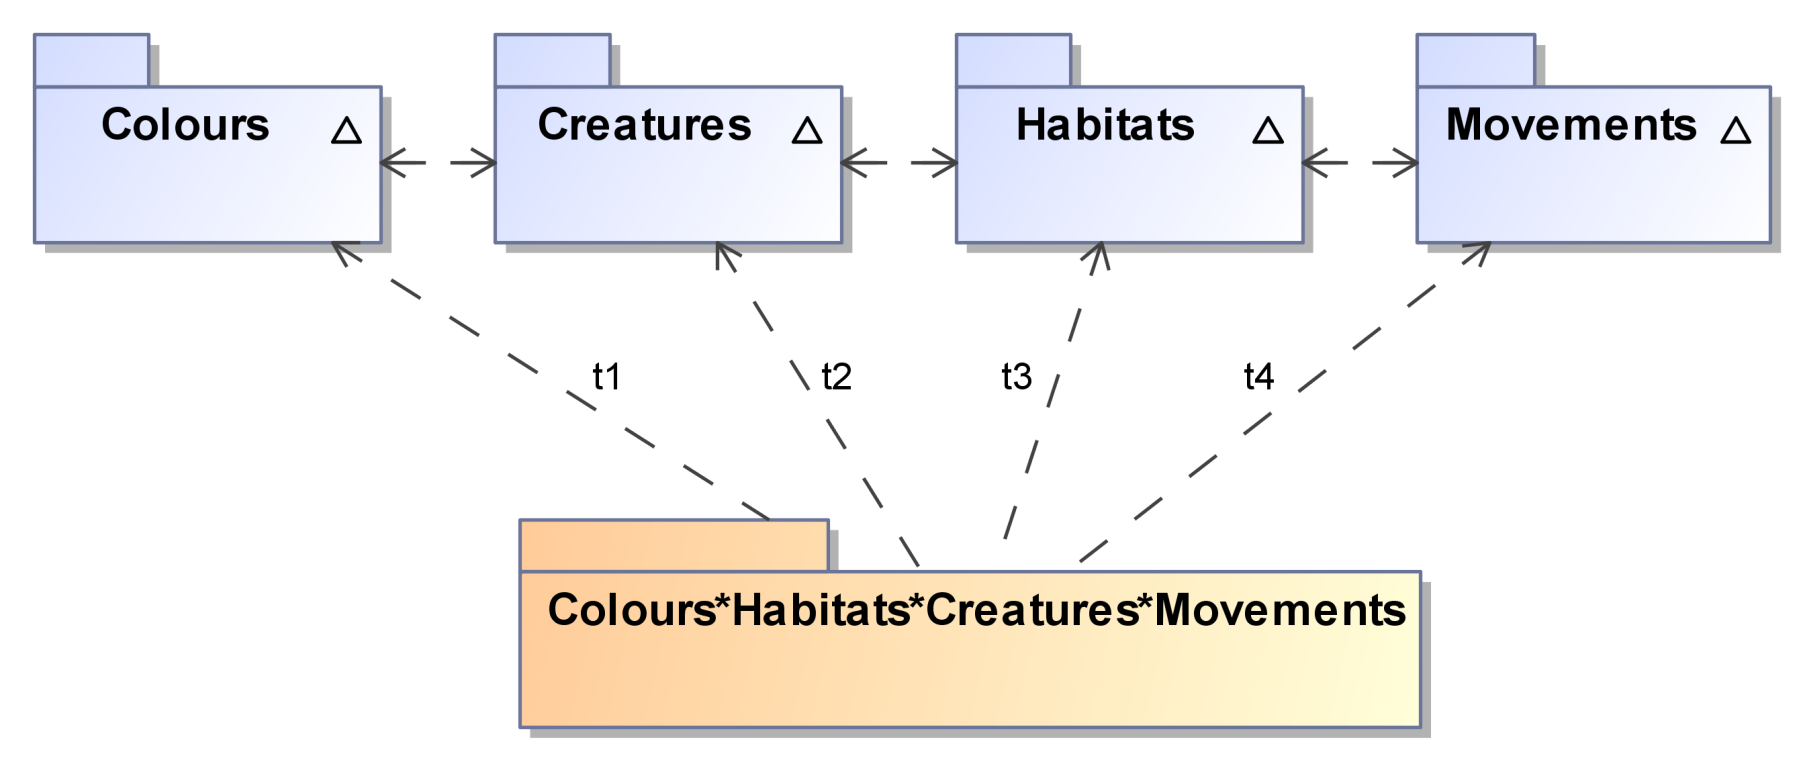 Colours
Creatures
Habitats
Movements
t1
t2
t3
t4
Colours*Habitats*Creatures*Movements